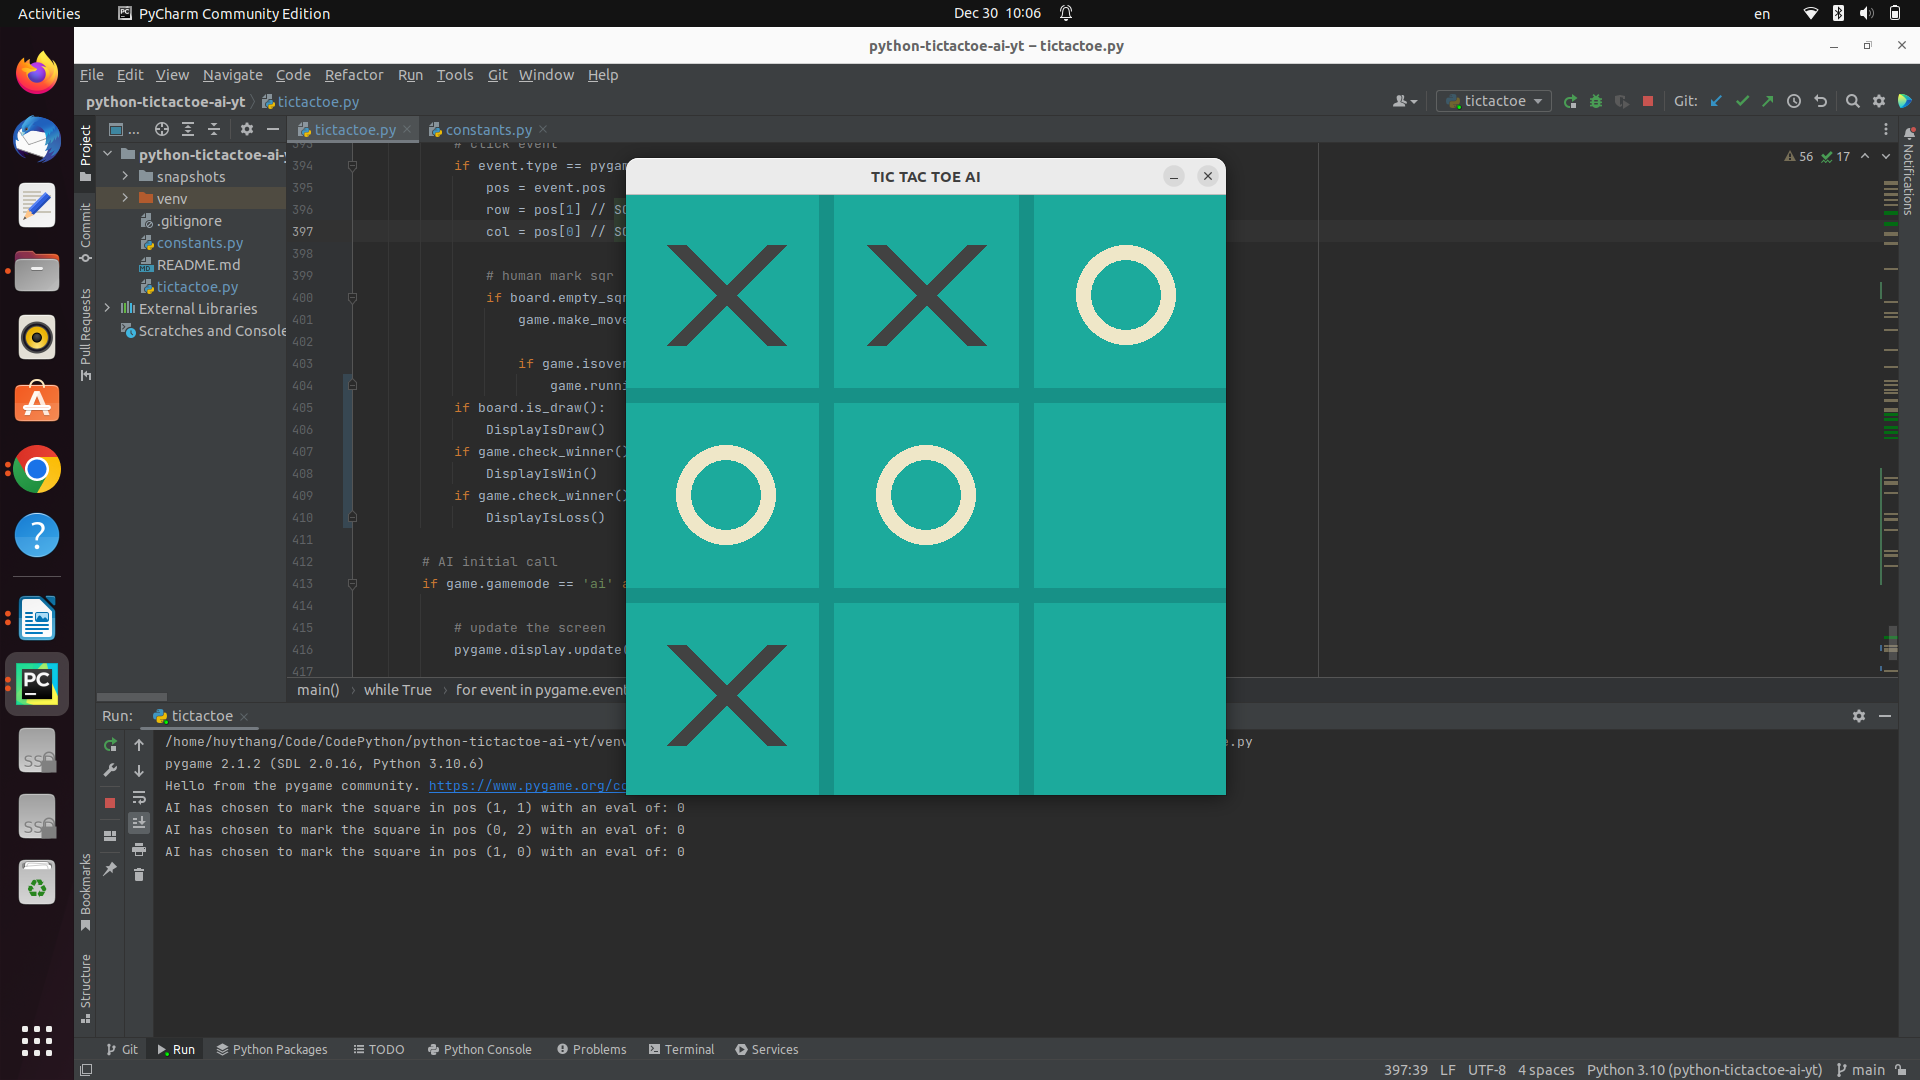 Activities
PyCharm Community Edition
Dec 30 10:06
en
python-tictactoe-ai-yt – tictactoe.py
File Edit View Navigate Code Refactor Run Tools Git Window Help
python-tictactoe-ai-yt tictactoe.py
tictactoe
Git:
Project
Commit
Pull Requests
Bookmarks
Structure
Notifications
...
python-tictactoe-ai-y
snapshots
venv
.gitignore
constants.py
README.md
tictactoe.py
External Libraries
Scratches and Console
tictactoe.py constants.py
56 17
393 # click event
394 if event.type == pygam
395 pos = event.pos
396 row = pos[1] // SQ
397 col = pos[0] // SQ
398
399 # human mark sqr
400 if board.empty_sqr
401 game.make_move
402
403 if game.isover
404 game.runni
405 if board.is_draw():
406 DisplayIsDraw()
407 if game.check_winner()
408 DisplayIsWin()
409 if game.check_winner()
410 DisplayIsLoss()
411
412 # AI initial call
413 if game.gamemode == 'ai' a
414
415 # update the screen
416 pygame.display.update(
417
main() while True for event in pygame.event
TIC TAC TOE AI
Run: tictactoe
/home/huythang/Code/CodePython/python-tictactoe-ai-yt/venv
e.py
pygame 2.1.2 (SDL 2.0.16, Python 3.10.6)
Hello from the pygame community. https://www.pygame.org/co
AI has chosen to mark the square in pos (1, 1) with an eval of: 0
AI has chosen to mark the square in pos (0, 2) with an eval of: 0
AI has chosen to mark the square in pos (1, 0) with an eval of: 0
PC
SSD
SSD
Git Run Python Packages TODO Python Console Problems Terminal Services
397:39 LF UTF-8 4 spaces Python 3.10 (python-tictactoe-ai-yt) main